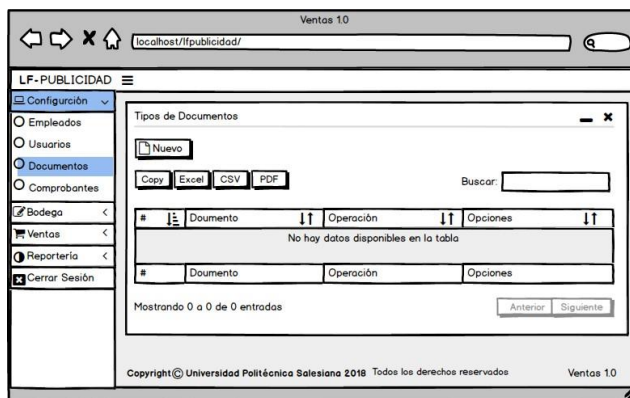 Ventas 1.0
localhost/lfpublicidad/
LF-PUBLICIDAD
Configurción
Empleados
Usuarios
Documentos
Comprobantes
Bodega
Ventas
Reportería
Cerrar Sesión
Tipos de Documentos
Nuevo
Copy Excel CSV PDF Buscar:
# Doumento Operación Opciones
No hay datos disponibles en la tabla
# Doumento Operación Opciones
Mostrando 0 a 0 de 0 entradas Anterior Siguiente
Copyright © Universidad Politécnica Salesiana 2018 Todos los derechos reservados Ventas 1.0